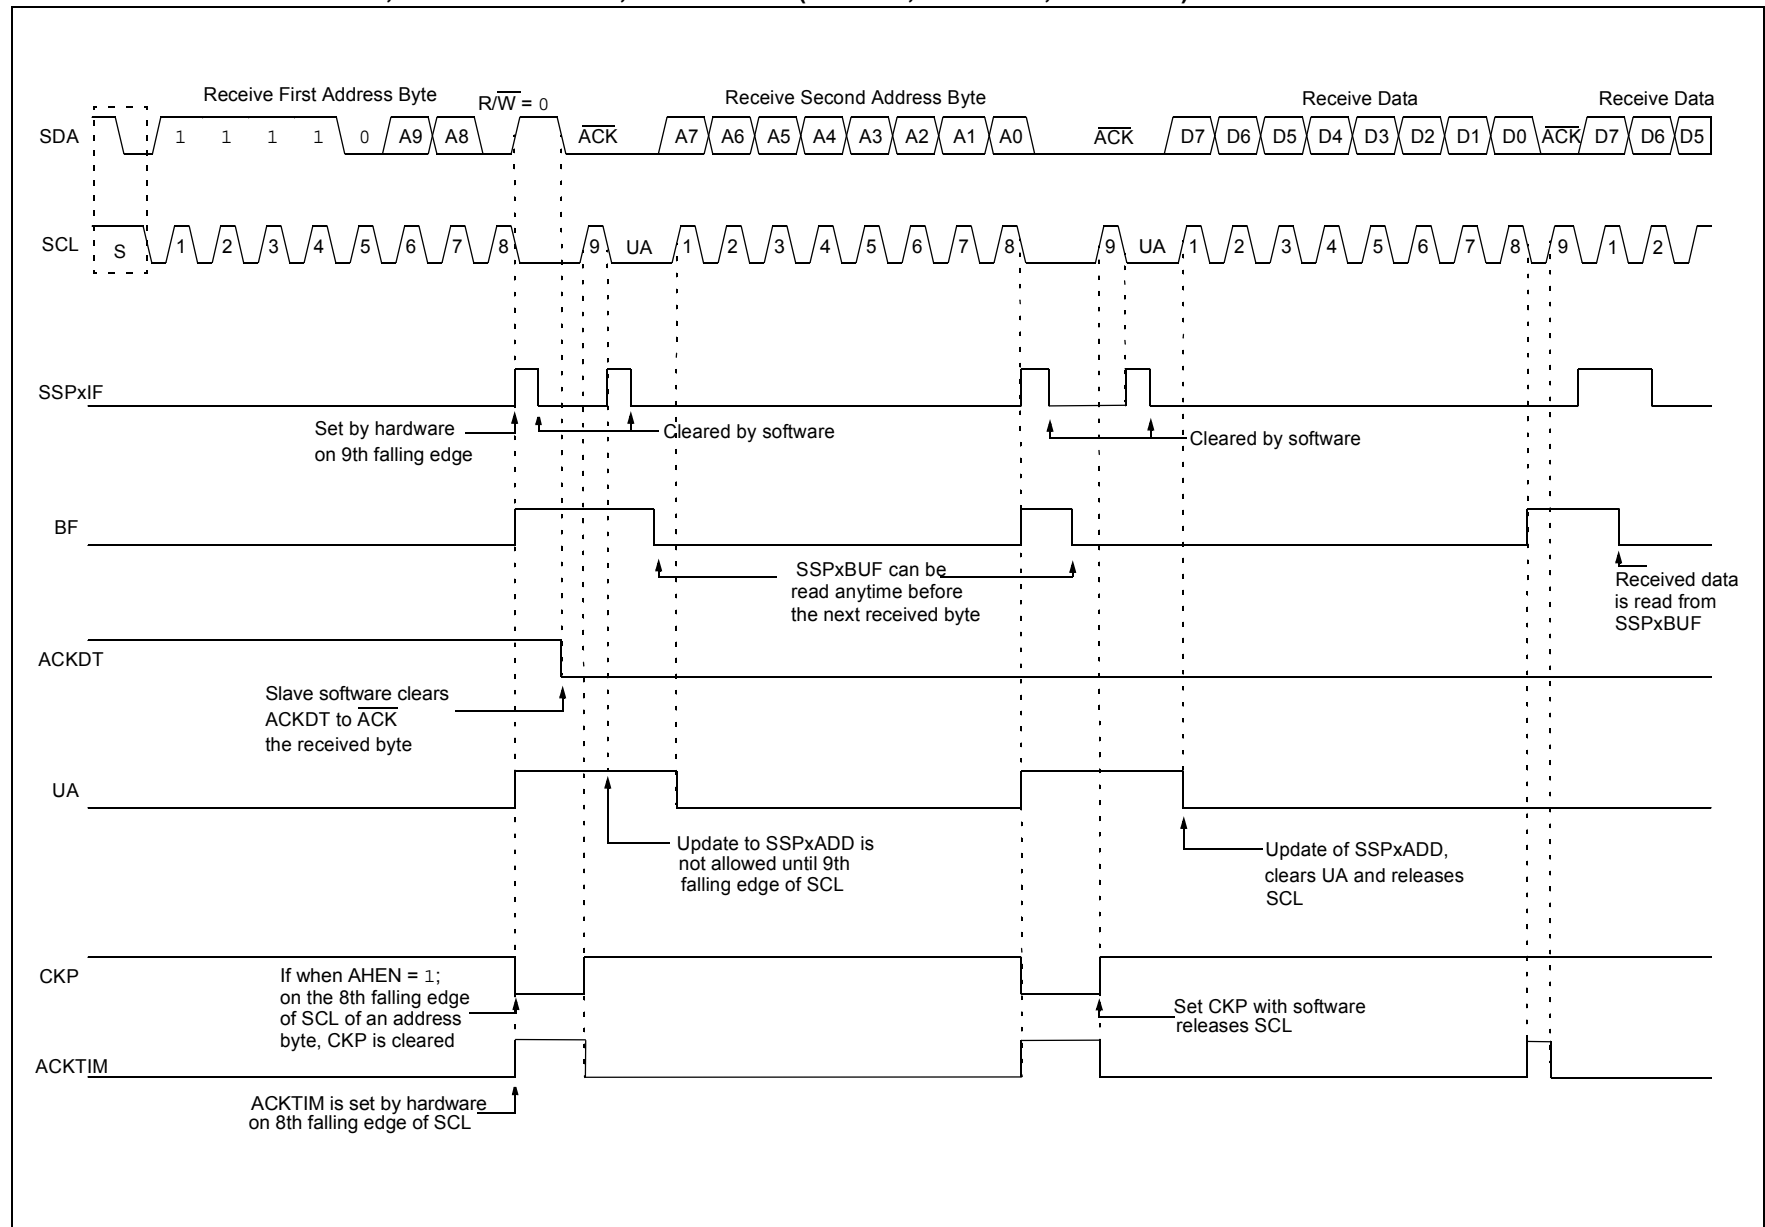 Receive First Address Byte
R/W = 0
Receive Second Address Byte
Receive Data
Receive Data
SDA
1 1 1 1 0 A9 A8
ACK
A7 A6 A5 A4 A3 A2 A1 A0
ACK
D7 D6 D5 D4 D3 D2 D1 D0
ACK
D7 D6 D5
SCL
S
1 2 3 4 5 6 7 8
9
UA
1 2 3 4 5 6 7 8
9
UA
1 2 3 4 5 6 7 8
9
1 2
SSPxIF
Set by hardware
on 9th falling edge
Cleared by software
Cleared by software
BF
SSPxBUF can be
read anytime before
the next received byte
Received data
is read from
SSPxBUF
ACKDT
Slave software clears
ACKDT to ACK
the received byte
UA
Update to SSPxADD is
not allowed until 9th
falling edge of SCL
Update of SSPxADD,
clears UA and releases
SCL
CKP
If when AHEN = 1;
on the 8th falling edge
of SCL of an address
byte, CKP is cleared
Set CKP with software
releases SCL
ACKTIM
ACKTIM is set by hardware
on 8th falling edge of SCL